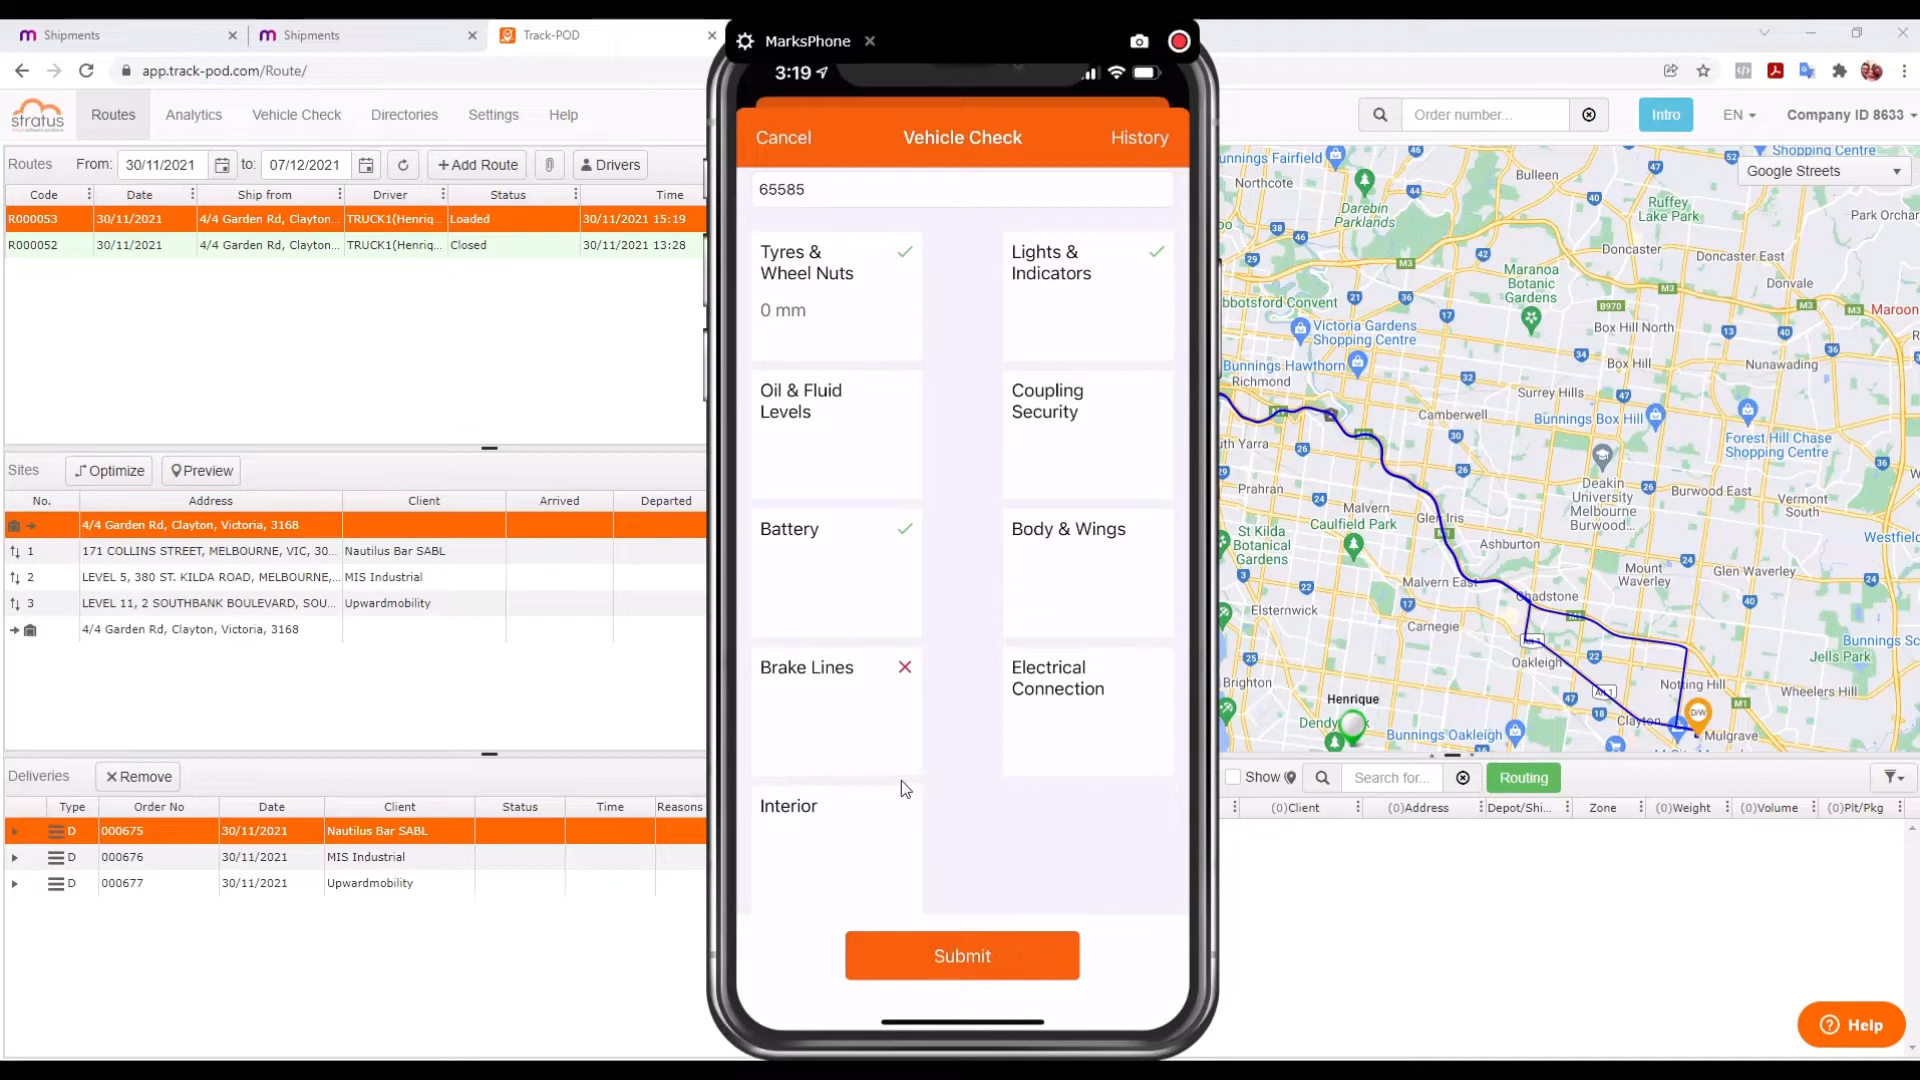 Shipments
Shipments
Track-POD
MarksPhone
app.track-pod.com/Route/
3:19
stratus
Routes
Analytics
Vehicle Check
Directories
Settings
Help
Order number...
Intro
EN
Company ID 8633
Routes
From:
30/11/2021
to:
07/12/2021
+Add Route
Drivers
Code
Date
Ship from
Driver
Status
Time
R000053
30/11/2021
4/4 Garden Rd, Clayton...
TRUCK1(Henriq...
Loaded
30/11/2021 15:19
R000052
30/11/2021
4/4 Garden Rd, Clayton...
TRUCK1(Henriq...
Closed
30/11/2021 13:28
Sites
Optimize
Preview
No.
Address
Client
Arrived
Departed
4/4 Garden Rd, Clayton, Victoria, 3168
1
171 COLLINS STREET, MELBOURNE, VIC, 30...
Nautilus Bar SABL
2
LEVEL 5, 380 ST. KILDA ROAD, MELBOURNE,...
MIS Industrial
3
LEVEL 11, 2 SOUTHBANK BOULEVARD, SOU...
Upwardmobility
4/4 Garden Rd, Clayton, Victoria, 3168
Deliveries
Remove
Type
Order No
Date
Client
Status
Time
Reasons
D
000675
30/11/2021
Nautilus Bar SABL
D
000676
30/11/2021
MIS Industrial
D
000677
30/11/2021
Upwardmobility
Cancel
Vehicle Check
History
65585
Tyres &
Wheel Nuts
0 mm
Lights &
Indicators
Oil & Fluid
Levels
Coupling
Security
Battery
Body & Wings
Brake Lines
Electrical
Connection
Interior
Submit
Google Streets
unnings Fairfield
Northcote
Darebin
Parklands
Bulleen
Shopping Centre
Ruffey
Lake Park
Park Orchar
Doncaster
Doncaster East
Maranoa
Botanic
Gardens
Donvale
bbotsford Convent
Victoria Gardens
Shopping Centre
Box Hill North
Maroon
Bunnings Hawthorn
Box Hill
Nunawading
Richmond
Surrey Hills
Camberwell
Bunnings Box Hill
Forest Hill Chase
Shopping Centre
uth Yarra
Deakin
University
Melbourne
Burwood...
Burwood East
Vermont
South
Prahran
Malvern
Glen Iris
St Kilda
Botanical
Gardens
Caulfield Park
Ashburton
Westfiel
Malvern East
Mount
Waverley
Glen Waverley
Elsternwick
Chadstone
Carnegie
Oakleigh
Bunnings Sc
Jells Park
Brighton
Notting Hill
Wheelers Hill
Henrique
Dendy
Clayton
D/W
Bunnings Oakleigh
Mulgrave
Show
Search for...
Routing
(0)Client
(0)Address
Depot/Shi...
Zone
(0)Weight
(0)Volume
(0)Plt/Pkg
Help